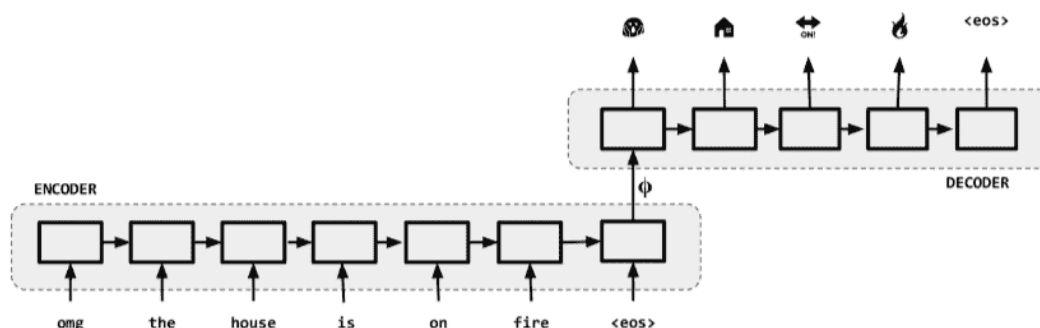 <eos>
ON!
ϕ
DECODER
ENCODER
omg the house is on fire <eos>